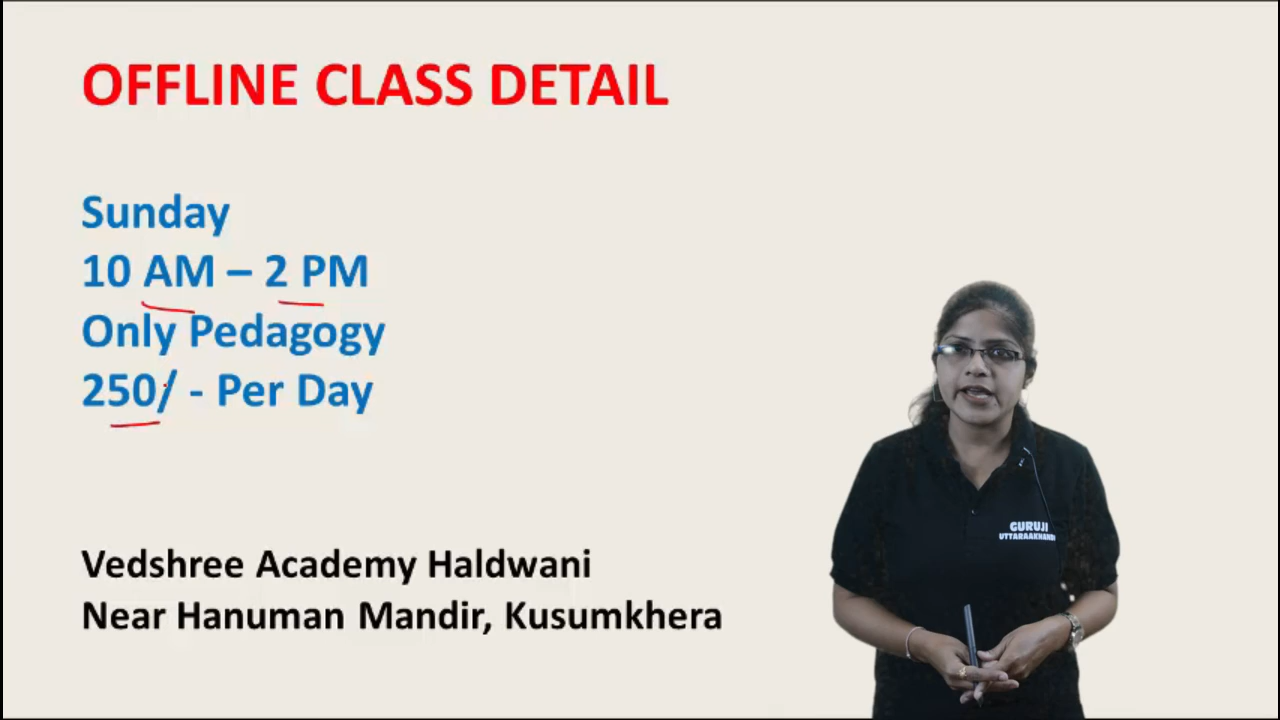 OFFLINE CLASS DETAIL
Sunday
10 AM – 2 PM
Only Pedagogy
250/ - Per Day
Vedshree Academy Haldwani
Near Hanuman Mandir, Kusumkhera
GURUJI
UTTARAAKHAND